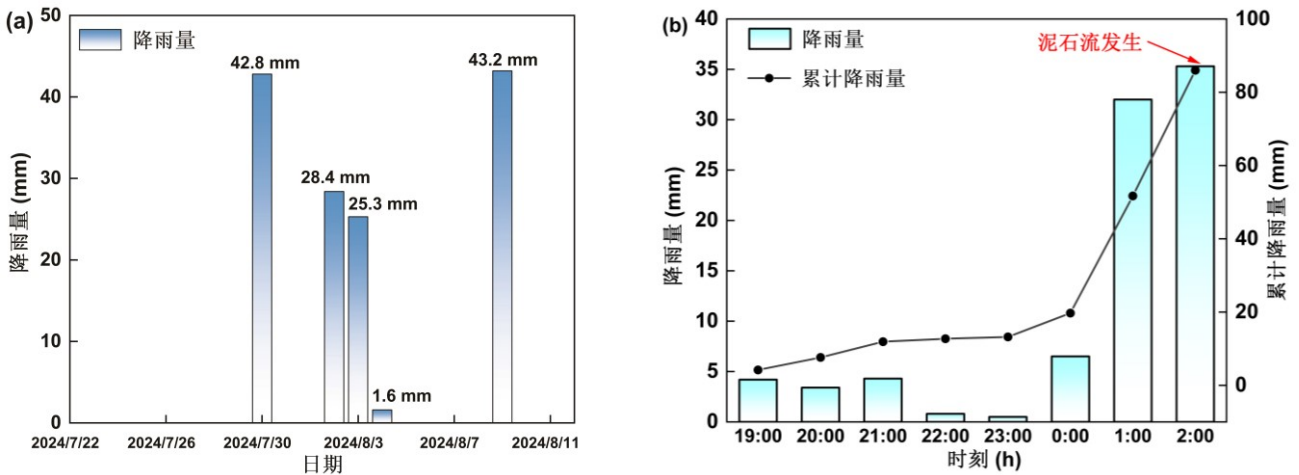 (a)
降雨量
42.8 mm
28.4 mm
25.3 mm
1.6 mm
43.2 mm
50
40
30
20
10
0
降雨量 (mm)
2024/7/22 2024/7/26 2024/7/30 2024/8/3 2024/8/7 2024/8/11
日期
(b)
降雨量
累计降雨量
泥石流发生
40
35
30
25
20
15
10
5
0
降雨量 (mm)
100
80
60
40
20
0
累计降雨量 (mm)
19:00 20:00 21:00 22:00 23:00 0:00 1:00 2:00
时刻 (h)